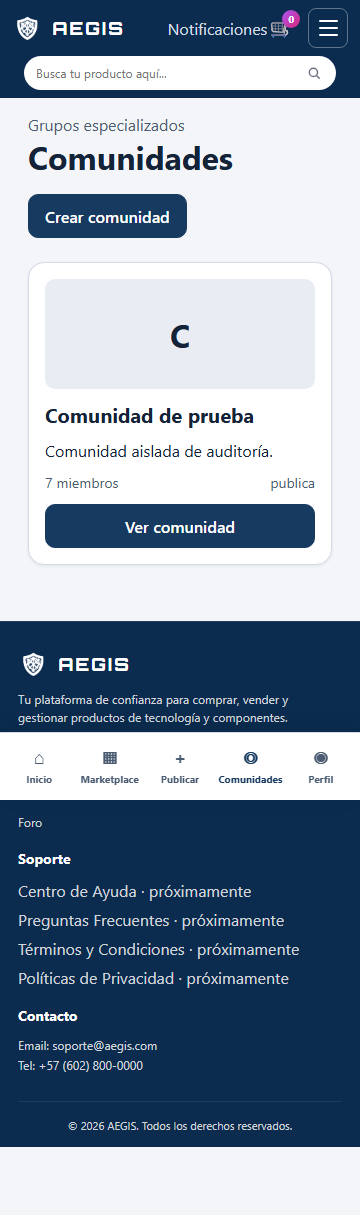 AEGIS
Notificaciones
0
Busca tu producto aquí...
Grupos especializados
Comunidades
Crear comunidad
C
Comunidad de prueba
Comunidad aislada de auditoría.
7 miembros publica
Ver comunidad
AEGIS
Tu plataforma de confianza para comprar, vender y
gestionar productos de tecnología y componentes.
Inicio Marketplace Publicar Comunidades Perfil
Foro
Soporte
Centro de Ayuda · próximamente
Preguntas Frecuentes · próximamente
Términos y Condiciones · próximamente
Políticas de Privacidad · próximamente
Contacto
Email: soporte@aegis.com
Tel: +57 (602) 800-0000
© 2026 AEGIS. Todos los derechos reservados.